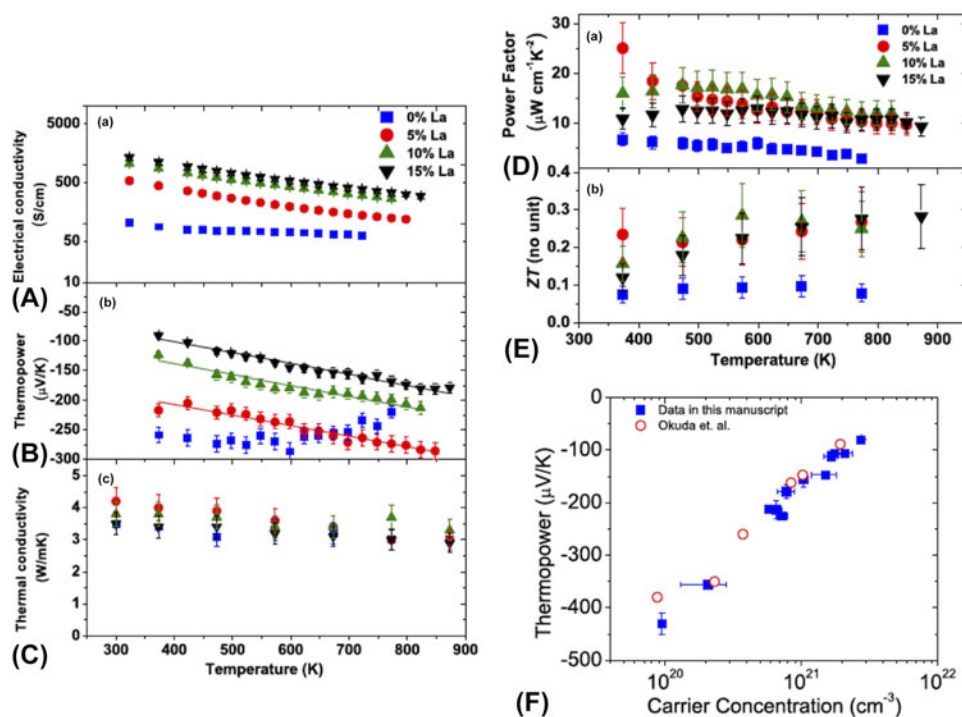 (a)
5000
500
50
10
Electrical conductivity
(S/cm)
0% La
5% La
10% La
15% La
(A)
(b)
-50
-100
-150
-200
-250
-300
Thermopower
(μV/K)
(B)
(c)
5
4
3
2
1
0
Thermal conductivity
(W/mK)
300 400 500 600 700 800 900
Temperature (K)
(C)
(a)
30
20
10
Power Factor
(μW cm⁻¹K⁻²)
0% La
5% La
10% La
15% La
(D)
(b)
0.4
0.3
0.2
0.1
0.0
ZT (no unit)
300 400 500 600 700 800 900
Temperature (K)
(E)
0
-100
-200
-300
-400
-500
Thermopower (μV/K)
Data in this manuscript
Okuda et. al.
10²⁰ 10²¹ 10²²
Carrier Concentration (cm⁻³)
(F)